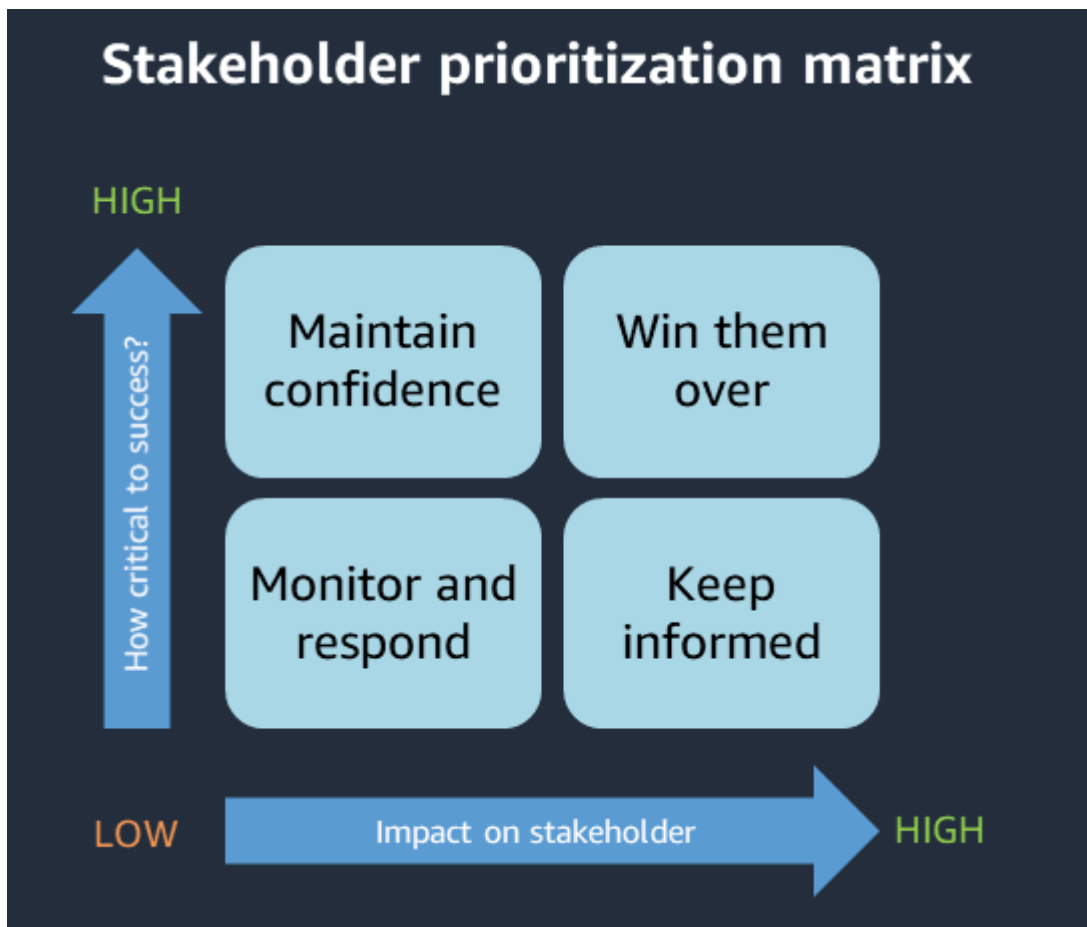 Stakeholder prioritization matrix
HIGH
How critical to success?
Maintain
confidence
Win them
over
Monitor and
respond
Keep
informed
LOW
Impact on stakeholder
HIGH